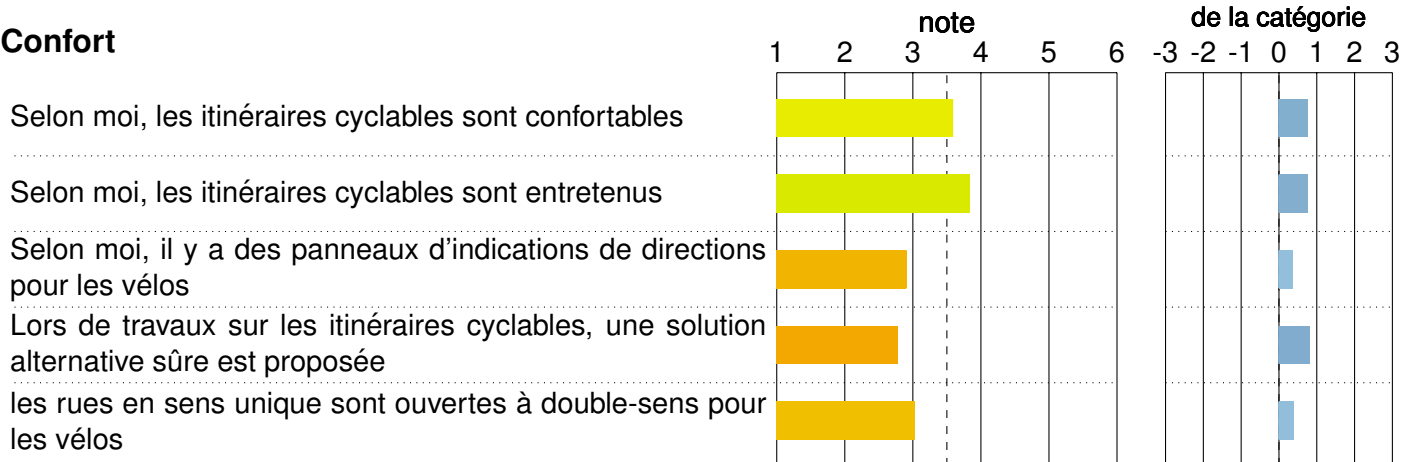 Confort
note
de la catégorie
1 2 3 4 5 6
-3 -2 -1 0 1 2 3
Selon moi, les itinéraires cyclables sont confortables
Selon moi, les itinéraires cyclables sont entretenus
Selon moi, il y a des panneaux d'indications de directions
pour les vélos
Lors de travaux sur les itinéraires cyclables, une solution
alternative sûre est proposée
les rues en sens unique sont ouvertes à double-sens pour
les vélos